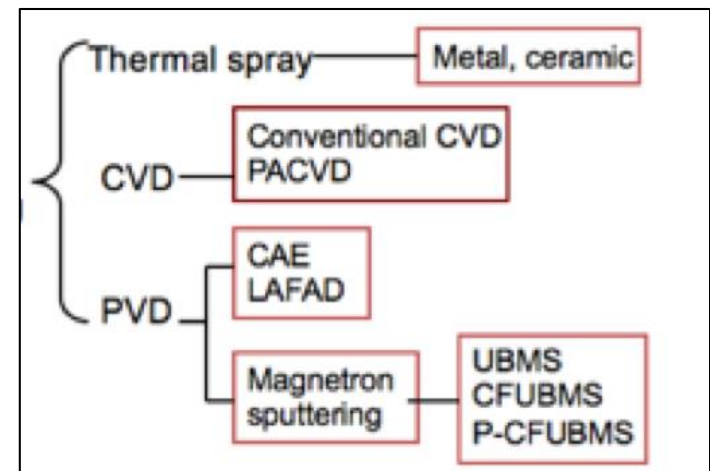 Thermal spray
Metal, ceramic
CVD
Conventional CVD
PACVD
PVD
CAE
LAFAD
Magnetron
sputtering
UBMS
CFUBMS
P-CFUBMS